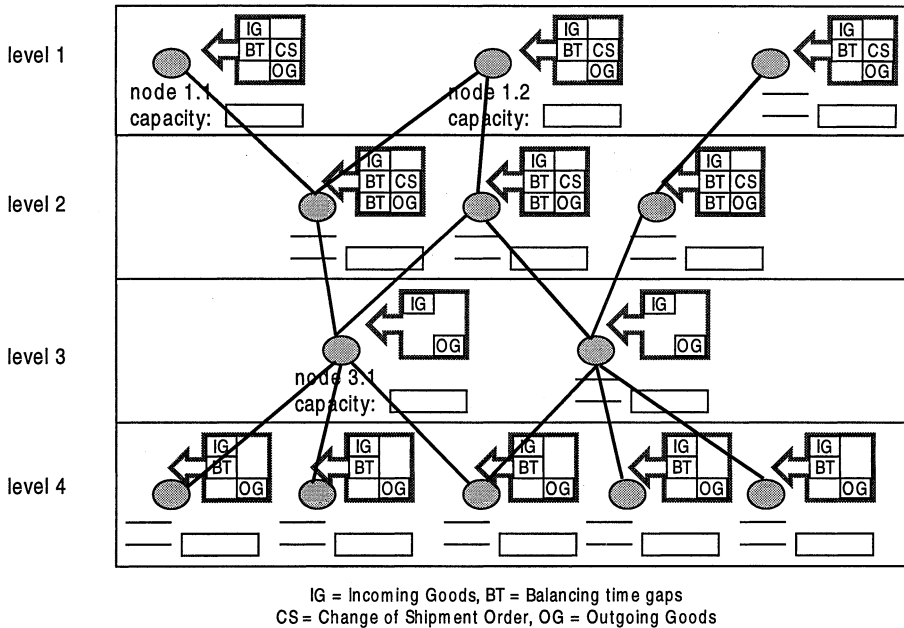 level 1
IG
BT CS
OG
IG
BT CS
OG
IG
BT CS
OG
node 1.1
capacity:
node 1.2
capacity:
level 2
IG
BT CS
BT OG
IG
BT CS
BT OG
IG
BT CS
BT OG
level 3
IG
OG
IG
OG
node 3.1
capacity:
level 4
IG
BT
OG
IG
BT
OG
IG
BT
OG
IG
BT
OG
IG
BT
OG
IG = Incoming Goods, BT = Balancing time gaps
CS = Change of Shipment Order, OG = Outgoing Goods